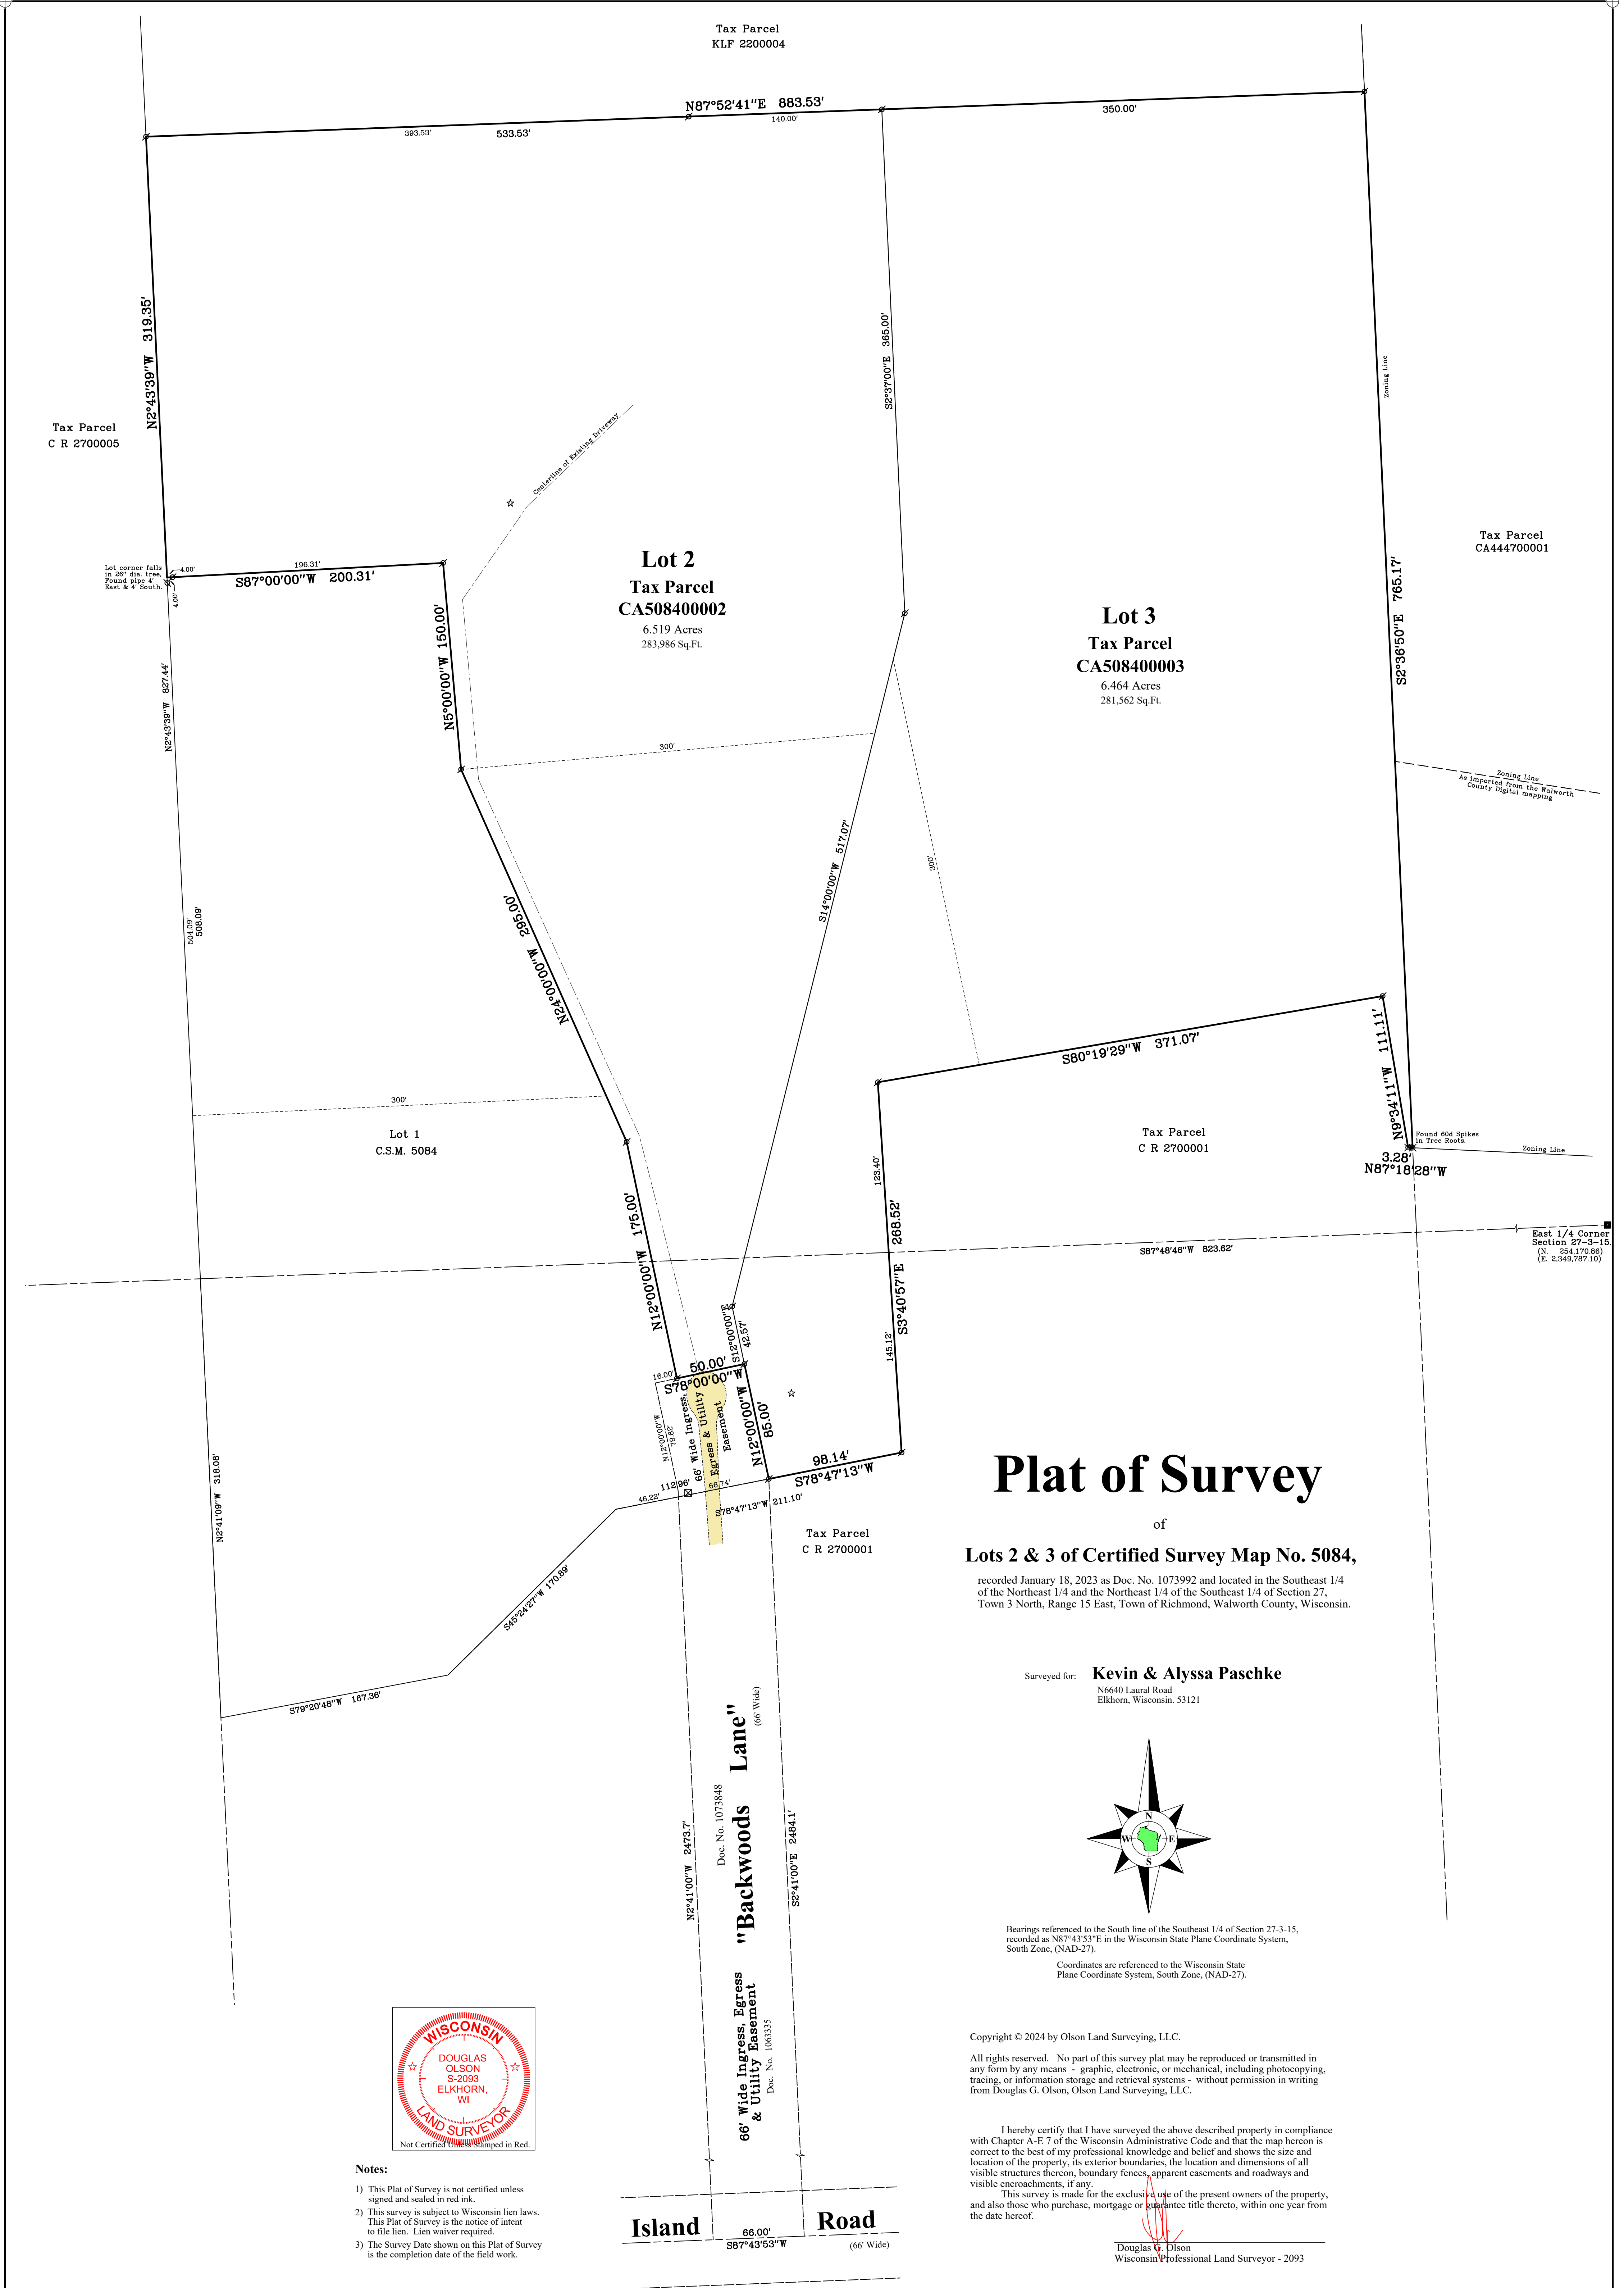 Tax Parcel
KLF 2200004
N87°52'41"E 883.53'
393.53'
533.53'
140.00'
350.00'
N2°43'39"W 319.35'
S2°37'00"E 365.00'
Zoning Line
Tax Parcel
C R 2700005
Centerline of Existing Driveway
Lot 2
Tax Parcel
CA508400002
6.519 Acres
283,986 Sq.Ft.
Lot 3
Tax Parcel
CA508400003
6.464 Acres
281,562 Sq.Ft.
Tax Parcel
CA444700001
S2°36'50"E 765.17'
Lot corner falls
in 26" dia. tree,
Found pipe 4'
East & 4' South.
4.00'
4.00'
196.31'
S87°00'00"W 200.31'
N5°00'00"W 150.00'
N2°43'39"W 827.44'
300'
Zoning Line
As imported from the Walworth
County Digital mapping
S14°00'00"W 517.07'
300'
504.09'
508.09'
N24°00'00"W 295.00'
S80°19'29"W 371.07'
N9°34'11"W 111.11'
300'
Lot 1
C.S.M. 5084
Tax Parcel
C R 2700001
Found 60d Spikes
in Tree Roots.
Zoning Line
3.28'
N87°18'28"W
123.40'
S3°40'57"E 268.52'
145.12'
N12°00'00"W 175.00'
S87°48'46"W 823.62'
East 1/4 Corner
Section 27-3-15.
(N. 254,170.86)
(E. 2,349,787.10)
S12°00'00"E
42.57'
16.00'
50.00'
S78°00'00"W
N12°00'00"W
79.62'
66' Wide Ingress,
Egress & Utility
Easement
N12°00'00"W
85.00'
98.14'
S78°47'13"W
112.96'
46.22'
66.74'
S78°47'13"W 211.10'
Tax Parcel
C R 2700001
N2°41'09"W 318.08'
S45°24'27"W 170.89'
S79°20'48"W 167.36'
Plat of Survey
of
Lots 2 & 3 of Certified Survey Map No. 5084,
recorded January 18, 2023 as Doc. No. 1073992 and located in the Southeast 1/4
of the Northeast 1/4 and the Northeast 1/4 of the Southeast 1/4 of Section 27,
Town 3 North, Range 15 East, Town of Richmond, Walworth County, Wisconsin.
Surveyed for: Kevin & Alyssa Paschke
N6640 Laural Road
Elkhorn, Wisconsin. 53121
N
W E
S
"Backwoods Lane"
(66' Wide)
Doc. No. 1073848
N2°41'00"W 2473.7'
S2°41'00"E 2484.1'
66' Wide Ingress, Egress
& Utility Easement
Doc. No. 1063335
Bearings referenced to the South line of the Southeast 1/4 of Section 27-3-15,
recorded as N87°43'53"E in the Wisconsin State Plane Coordinate System,
South Zone, (NAD-27).
Coordinates are referenced to the Wisconsin State
Plane Coordinate System, South Zone, (NAD-27).
WISCONSIN
DOUGLAS
OLSON
S-2093
ELKHORN,
WI
LAND SURVEYOR
Not Certified Unless Stamped in Red.
Copyright © 2024 by Olson Land Surveying, LLC.
All rights reserved. No part of this survey plat may be reproduced or transmitted in
any form by any means - graphic, electronic, or mechanical, including photocopying,
tracing, or information storage and retrieval systems - without permission in writing
from Douglas G. Olson, Olson Land Surveying, LLC.
I hereby certify that I have surveyed the above described property in compliance
with Chapter A-E 7 of the Wisconsin Administrative Code and that the map hereon is
correct to the best of my professional knowledge and belief and shows the size and
location of the property, its exterior boundaries, the location and dimensions of all
visible structures thereon, boundary fences, apparent easements and roadways and
visible encroachments, if any.
This survey is made for the exclusive use of the present owners of the property,
and also those who purchase, mortgage or guarantee title thereto, within one year from
the date hereof.
Douglas G. Olson
Wisconsin Professional Land Surveyor - 2093
Notes:
1) This Plat of Survey is not certified unless
signed and sealed in red ink.
2) This survey is subject to Wisconsin lien laws.
This Plat of Survey is the notice of intent
to file lien. Lien waiver required.
3) The Survey Date shown on this Plat of Survey
is the completion date of the field work.
Island Road
66.00'
S87°43'53"W
(66' Wide)